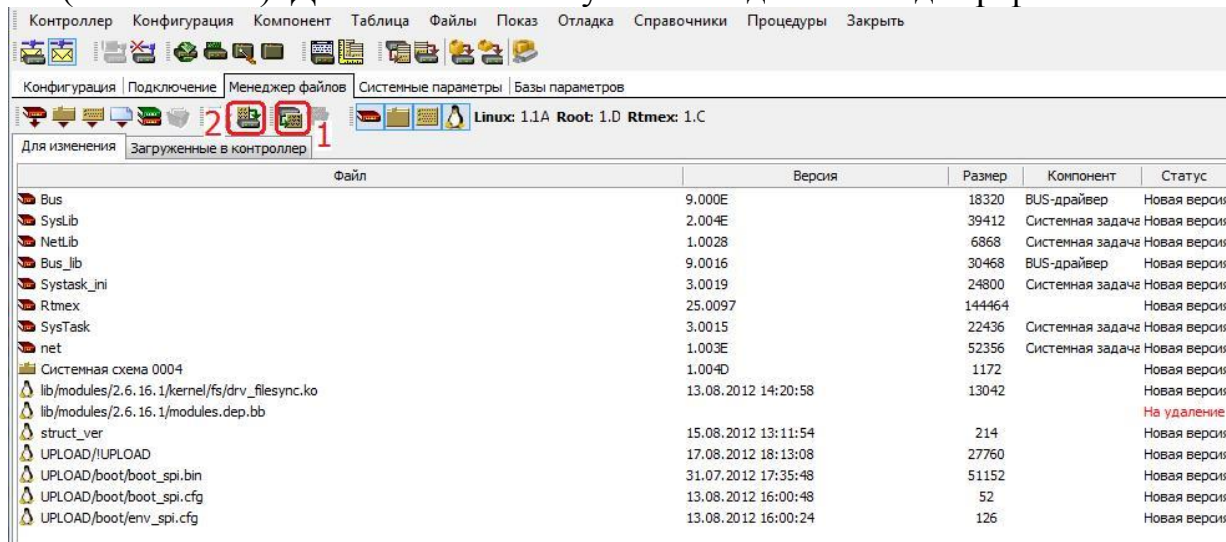 Контроллер Конфигурация Компонент Таблица Файлы Показ Отладка Справочники Процедуры Закрыть
Конфигурация Подключение Менеджер файлов Системные параметры Базы параметров
2 1 Linux: 1.1A Root: 1.D Rtmex: 1.C
Для изменения Загруженные в контроллер
Файл Версия Размер Компонент Статус
Bus 9.000E 18320 BUS-драйвер Новая версия
SysLib 2.004E 39412 Системная задача Новая версия
NetLib 1.0028 6868 Системная задача Новая версия
Bus_lib 9.0016 30468 BUS-драйвер Новая версия
Systask_ini 3.0019 24800 Системная задача Новая версия
Rtmex 25.0097 144464 Новая версия
SysTask 3.0015 22436 Системная задача Новая версия
net 1.003E 52356 Системная задача Новая версия
Системная схема 0004 1.004D 1172 Новая версия
lib/modules/2.6.16.1/kernel/fs/drv_filesync.ko 13.08.2012 14:20:58 13042 Новая версия
lib/modules/2.6.16.1/modules.dep.bb На удаление
struct_ver 15.08.2012 13:11:54 214 Новая версия
UPLOAD/!UPLOAD 17.08.2012 18:13:08 27760 Новая версия
UPLOAD/boot/boot_spi.bin 31.07.2012 17:35:48 51152 Новая версия
UPLOAD/boot/boot_spi.cfg 13.08.2012 16:00:48 52 Новая версия
UPLOAD/boot/env_spi.cfg 13.08.2012 16:00:24 126 Новая версия